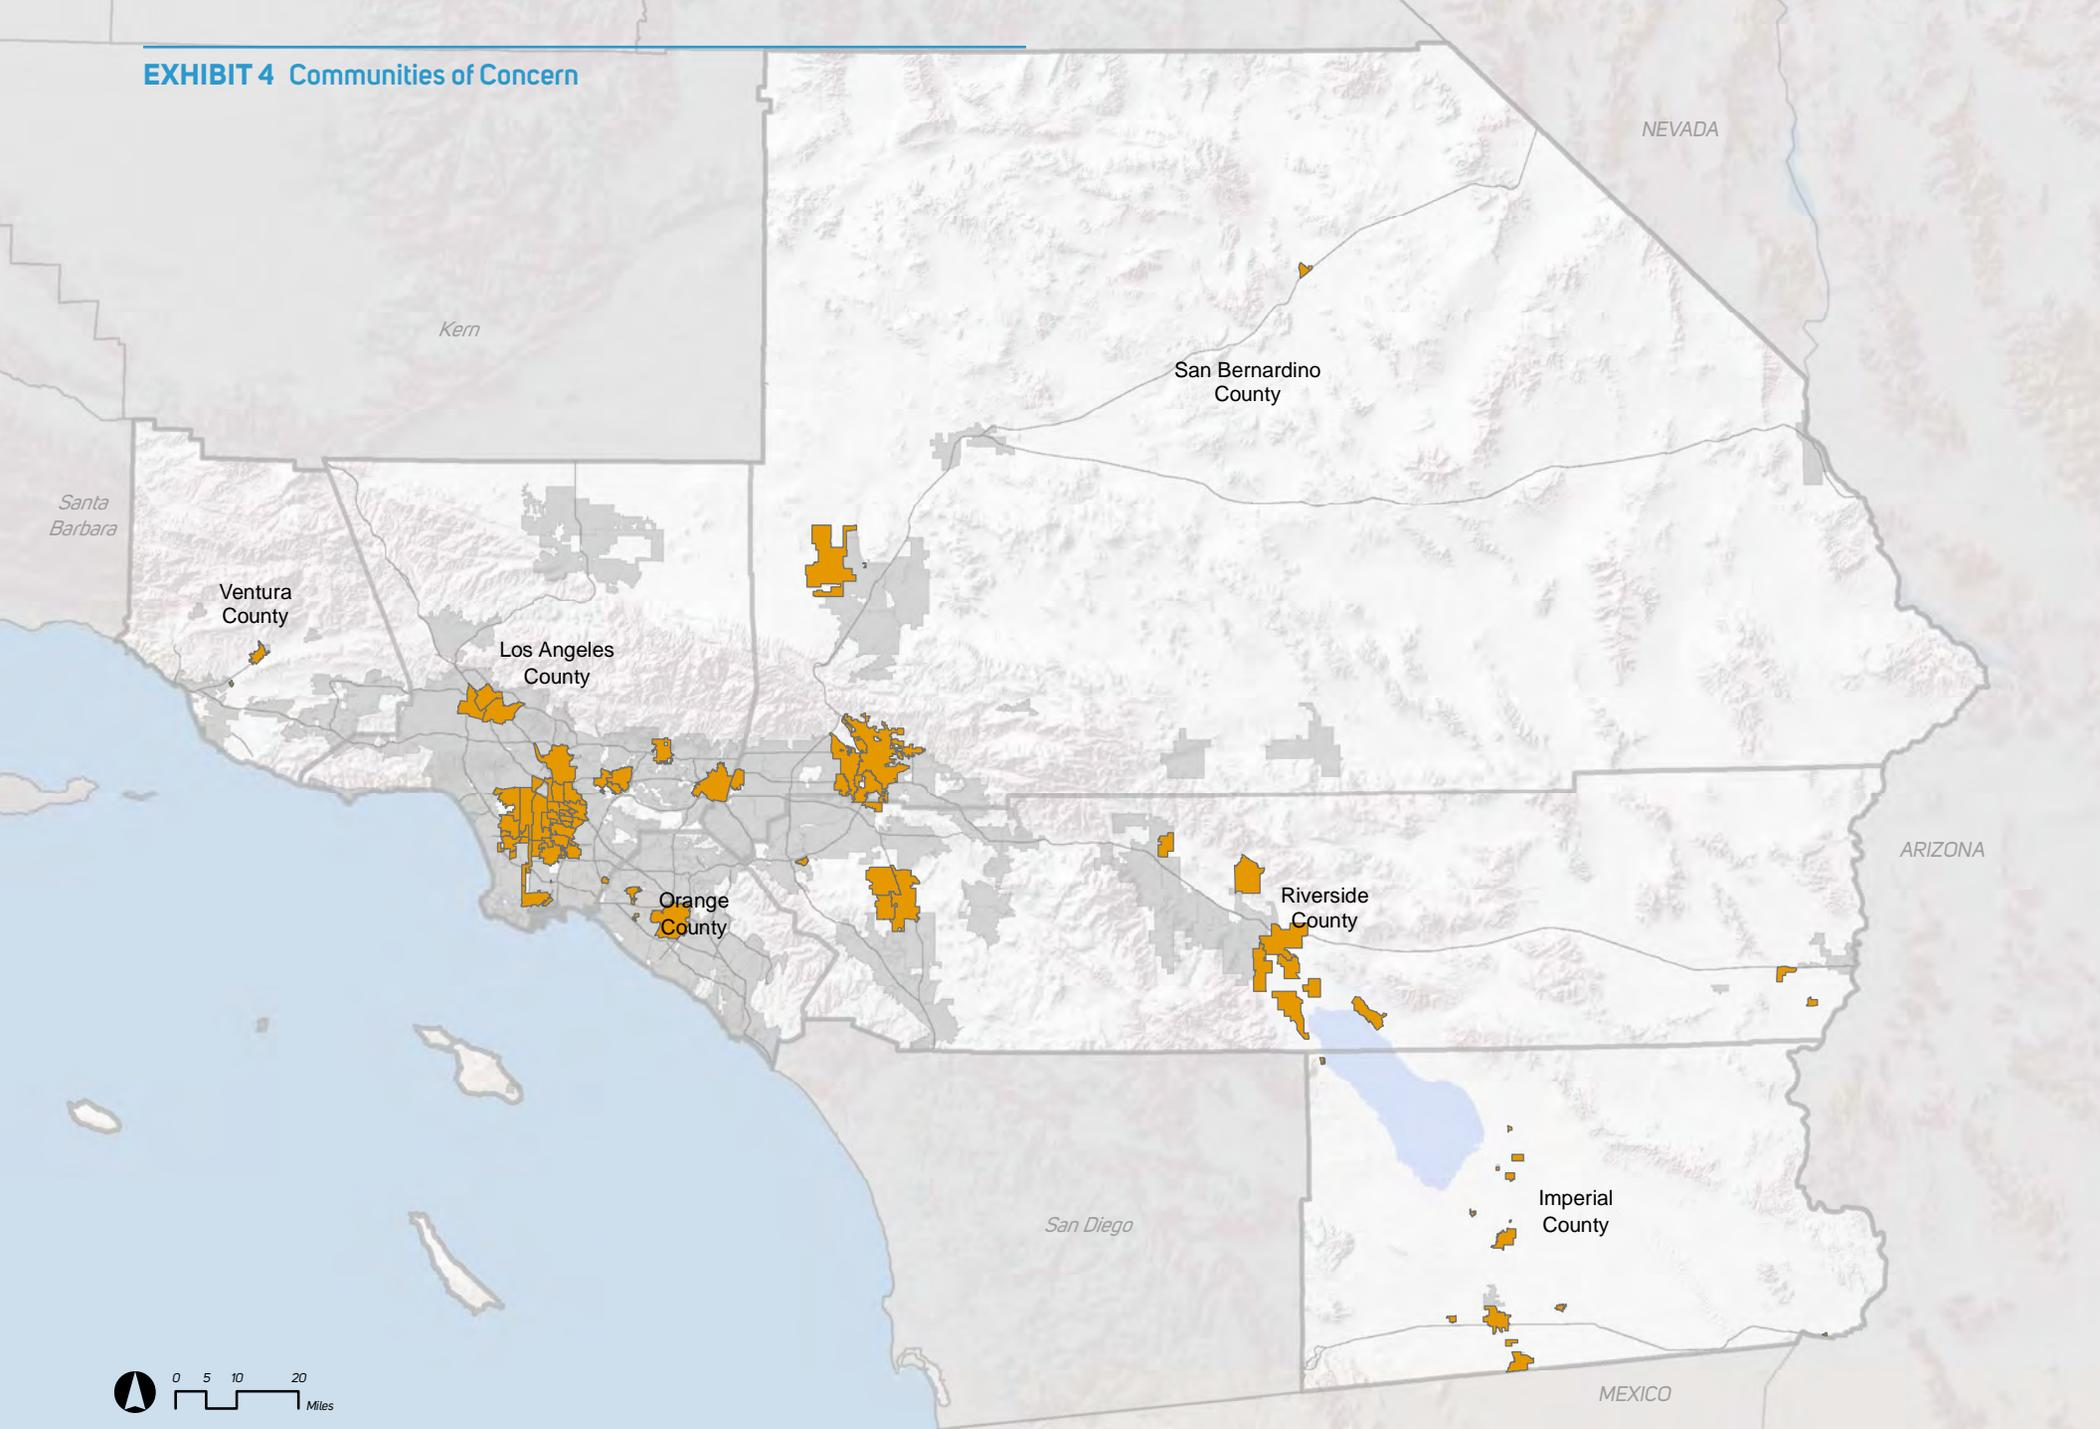 EXHIBIT 4 Communities of Concern
NEVADA
Kern
San Bernardino
County
Santa
Barbara
Ventura
County
Los Angeles
County
ARIZONA
Riverside
County
Orange
County
Imperial
County
San Diego
MEXICO
0 5 10 20
Miles